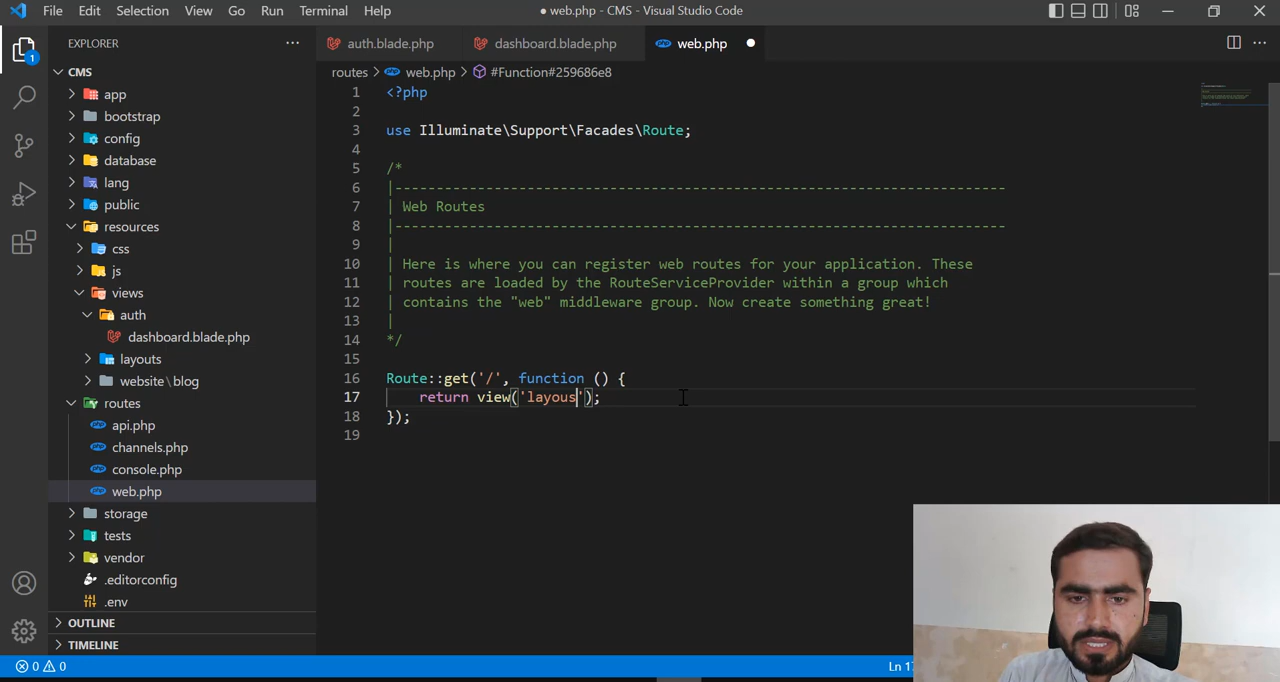 File Edit Selection View Go Run Terminal Help ● web.php - CMS - Visual Studio Code
EXPLORER ... auth.blade.php dashboard.blade.php web.php ●
CMS
routes > web.php > #Function#259686e8
app
bootstrap
config
database
lang
public
resources
css
js
views
auth
dashboard.blade.php
layouts
website\blog
routes
api.php
channels.php
console.php
web.php
storage
tests
vendor
.editorconfig
.env
OUTLINE
TIMELINE
1
1 <?php
2
3 use Illuminate\Support\Facades\Route;
4
5 /*
6 |--------------------------------------------------------------------------
7 | Web Routes
8 |--------------------------------------------------------------------------
9 |
10 | Here is where you can register web routes for your application. These
11 | routes are loaded by the RouteServiceProvider within a group which
12 | contains the "web" middleware group. Now create something great!
13 |
14 */
15
16 Route::get('/', function () {
17 return view('layous');
18 });
19
0 0 Ln 17